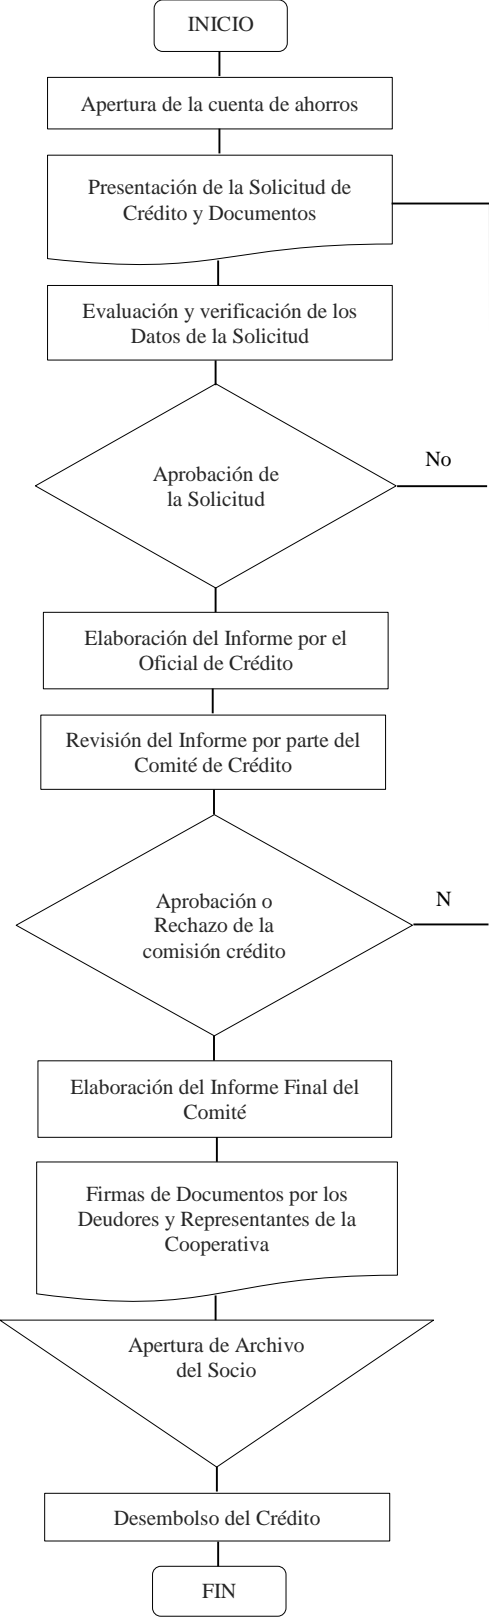 INICIO
Apertura de la cuenta de ahorros
Presentación de la Solicitud de
Crédito y Documentos
Evaluación y verificación de los
Datos de la Solicitud
Aprobación de
la Solicitud
No
Elaboración del Informe por el
Oficial de Crédito
Revisión del Informe por parte del
Comité de Crédito
Aprobación o
Rechazo de la
comisión crédito
N
Elaboración del Informe Final del
Comité
Firmas de Documentos por los
Deudores y Representantes de la
Cooperativa
Apertura de Archivo
del Socio
Desembolso del Crédito
FIN